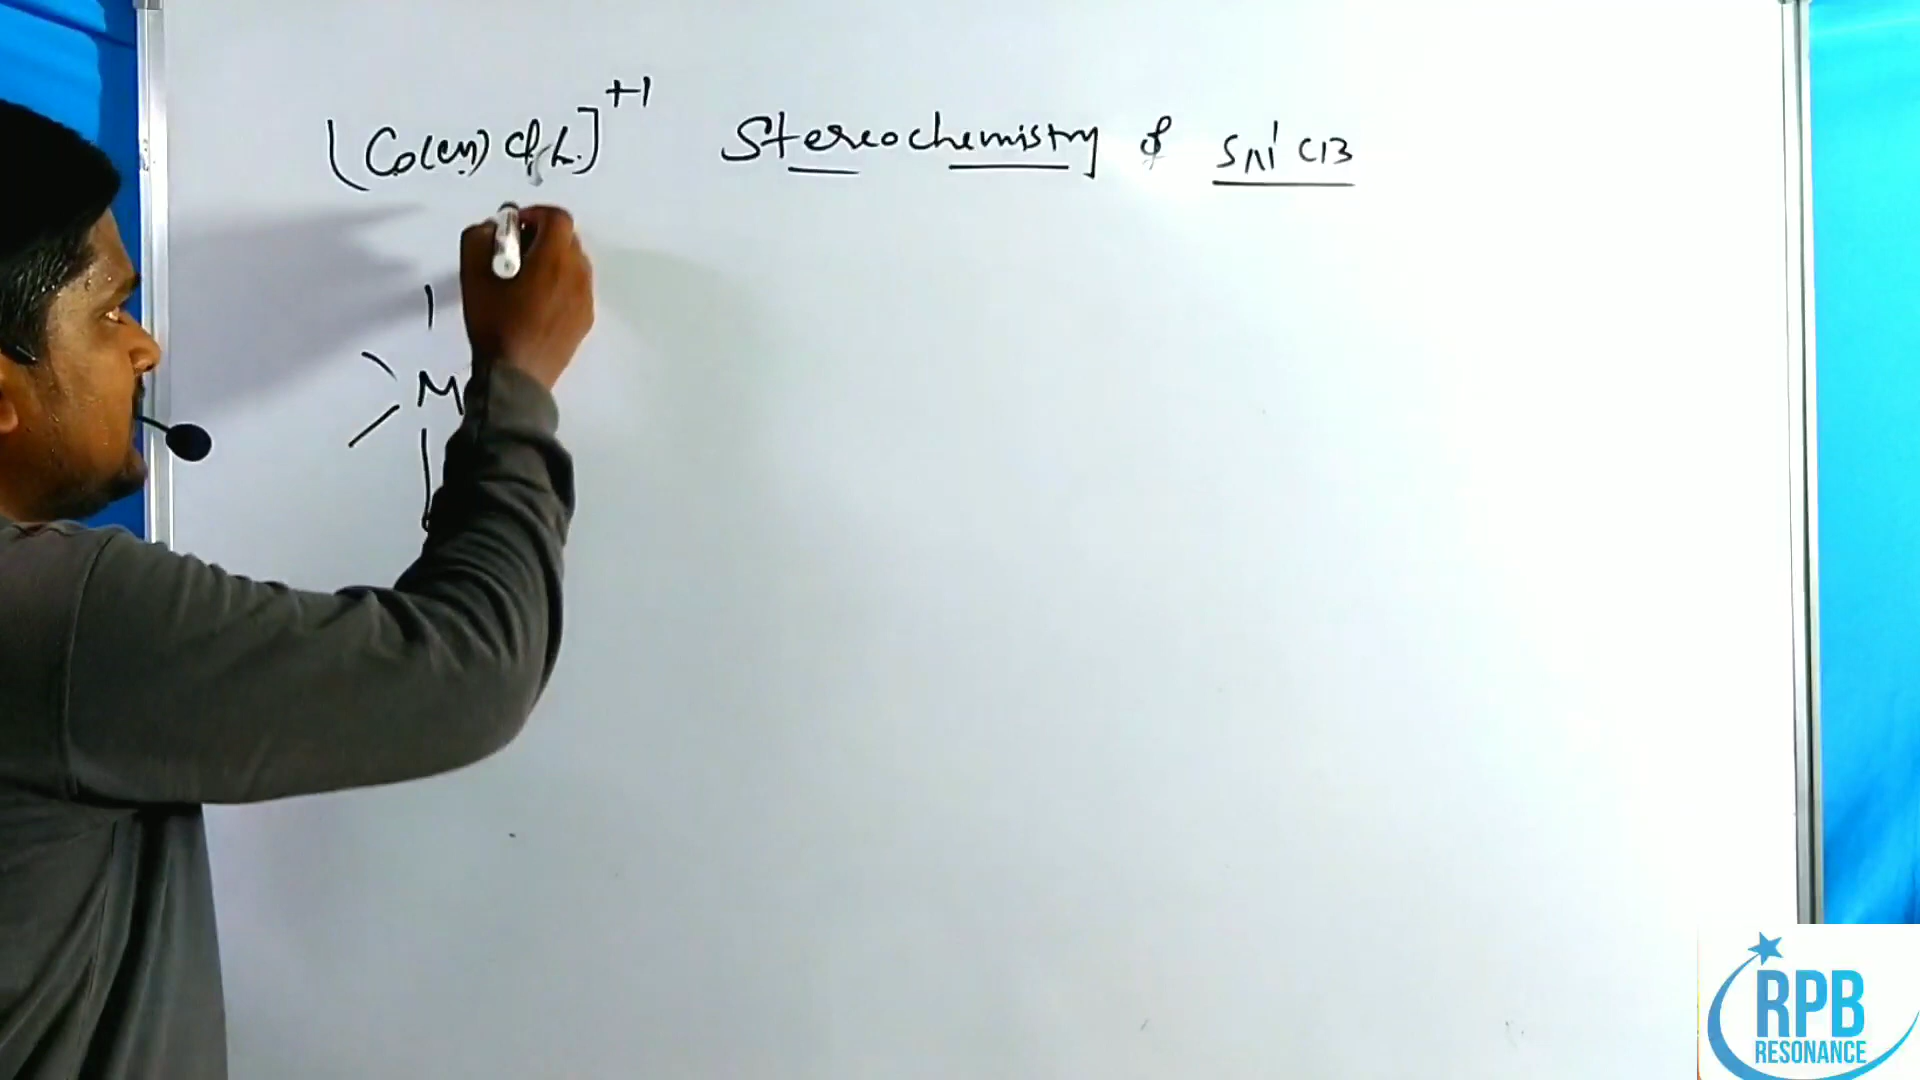 [Co(en) Cl L]+1 Stereochemistry of SN1 CB
M
RPB
RESONANCE